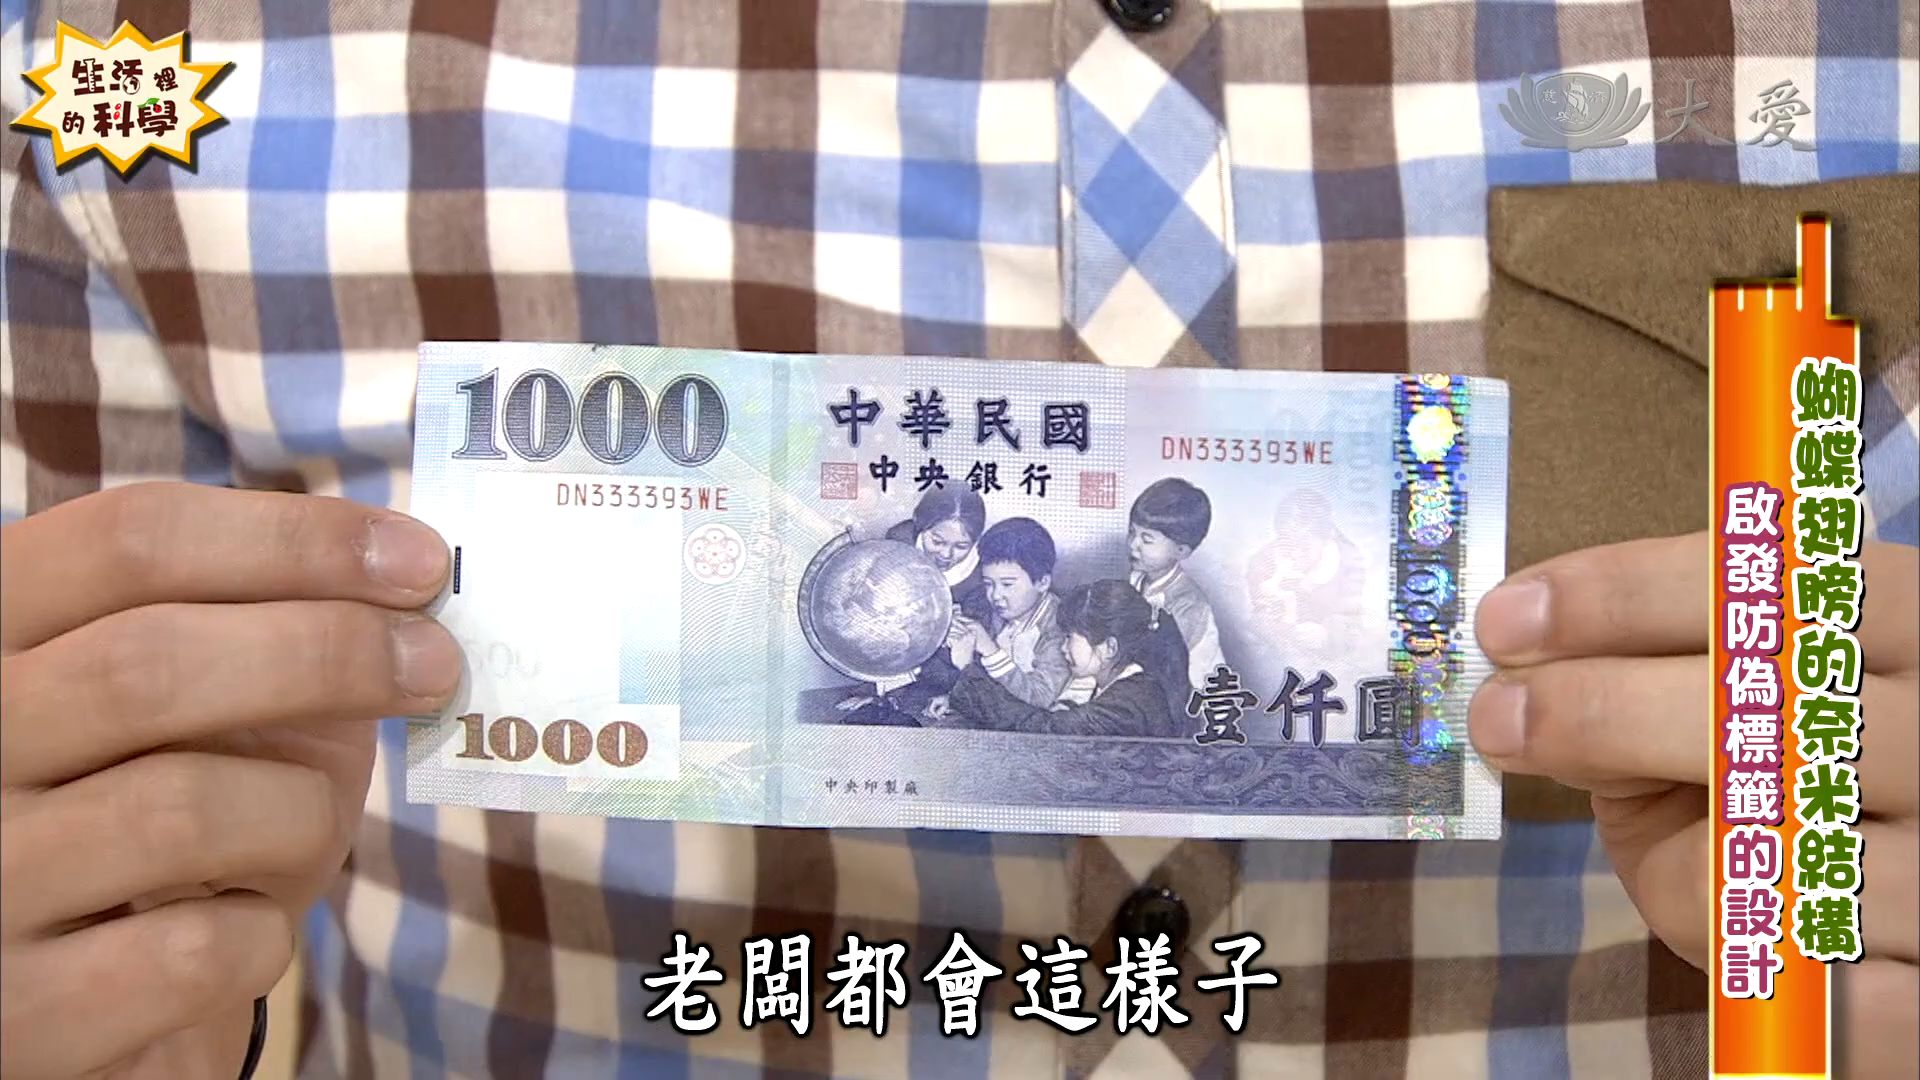 生活裡
的科學
大愛
1000
DN333393WE
1000
中華民國
中央銀行
DN333393WE
壹仟圓
中央印製廠
蝴蝶翅膀的奈米結構
啟發防偽標籤的設計
老闆都會這樣子